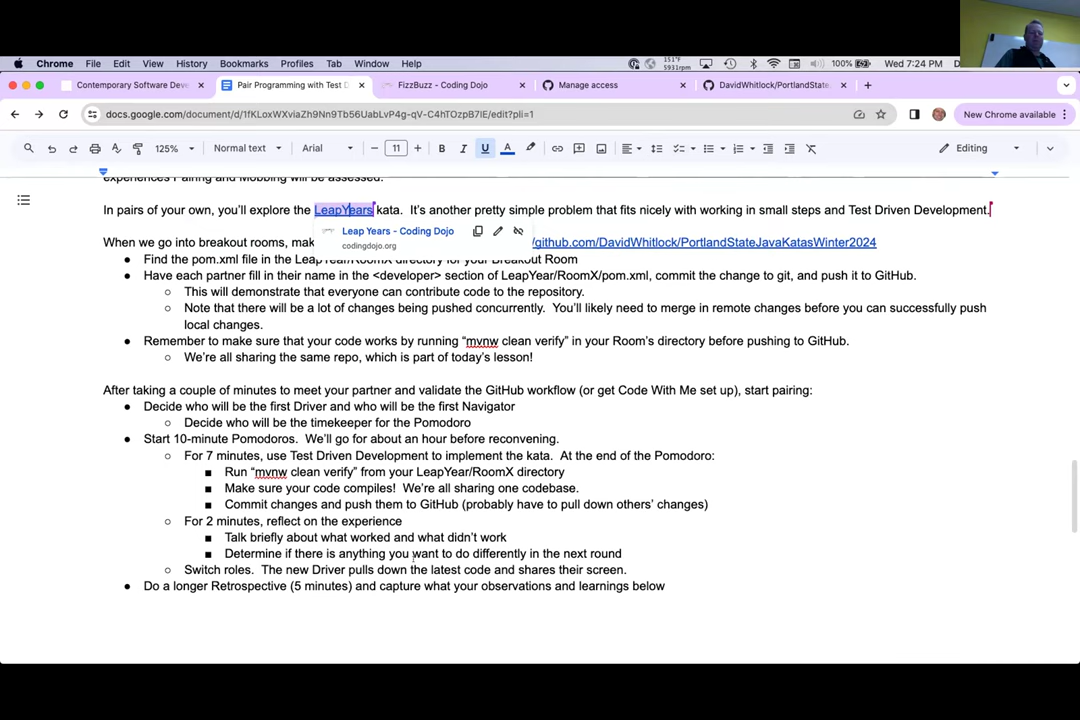 Chrome File Edit View History Bookmarks Profiles Tab Window Help 151°F 5931rpm 100% Wed 7:24 PM D
Contemporary Software Deve Pair Programming with Test D FizzBuzz - Coding Dojo Manage access DavidWhitlock/PortlandState
docs.google.com/document/d/1fKLoxWXviaZh9Nn9Tb56UabLvP4g-qV-C4hTOzpB7lE/edit?pli=1 New Chrome available
125% Normal text Arial 11 B I U A Editing
experiences Pairing and Mobbing will be assessed.
In pairs of your own, you’ll explore the LeapYears kata. It’s another pretty simple problem that fits nicely with working in small steps and Test Driven Development.
Leap Years - Coding Dojo
codingdojo.org
When we go into breakout rooms, mak /github.com/DavidWhitlock/PortlandStateJavaKatasWinter2024
● Find the pom.xml file in the LeapYear/RoomX directory for your Breakout Room
● Have each partner fill in their name in the <developer> section of LeapYear/RoomX/pom.xml, commit the change to git, and push it to GitHub.
○ This will demonstrate that everyone can contribute code to the repository.
○ Note that there will be a lot of changes being pushed concurrently. You’ll likely need to merge in remote changes before you can successfully push
local changes.
● Remember to make sure that your code works by running “mvnw clean verify” in your Room’s directory before pushing to GitHub.
○ We’re all sharing the same repo, which is part of today’s lesson!
After taking a couple of minutes to meet your partner and validate the GitHub workflow (or get Code With Me set up), start pairing:
● Decide who will be the first Driver and who will be the first Navigator
○ Decide who will be the timekeeper for the Pomodoro
● Start 10-minute Pomodoros. We’ll go for about an hour before reconvening.
○ For 7 minutes, use Test Driven Development to implement the kata. At the end of the Pomodoro:
■ Run “mvnw clean verify” from your LeapYear/RoomX directory
■ Make sure your code compiles! We’re all sharing one codebase.
■ Commit changes and push them to GitHub (probably have to pull down others’ changes)
○ For 2 minutes, reflect on the experience
■ Talk briefly about what worked and what didn’t work
■ Determine if there is anything you want to do differently in the next round
○ Switch roles. The new Driver pulls down the latest code and shares their screen.
● Do a longer Retrospective (5 minutes) and capture what your observations and learnings below